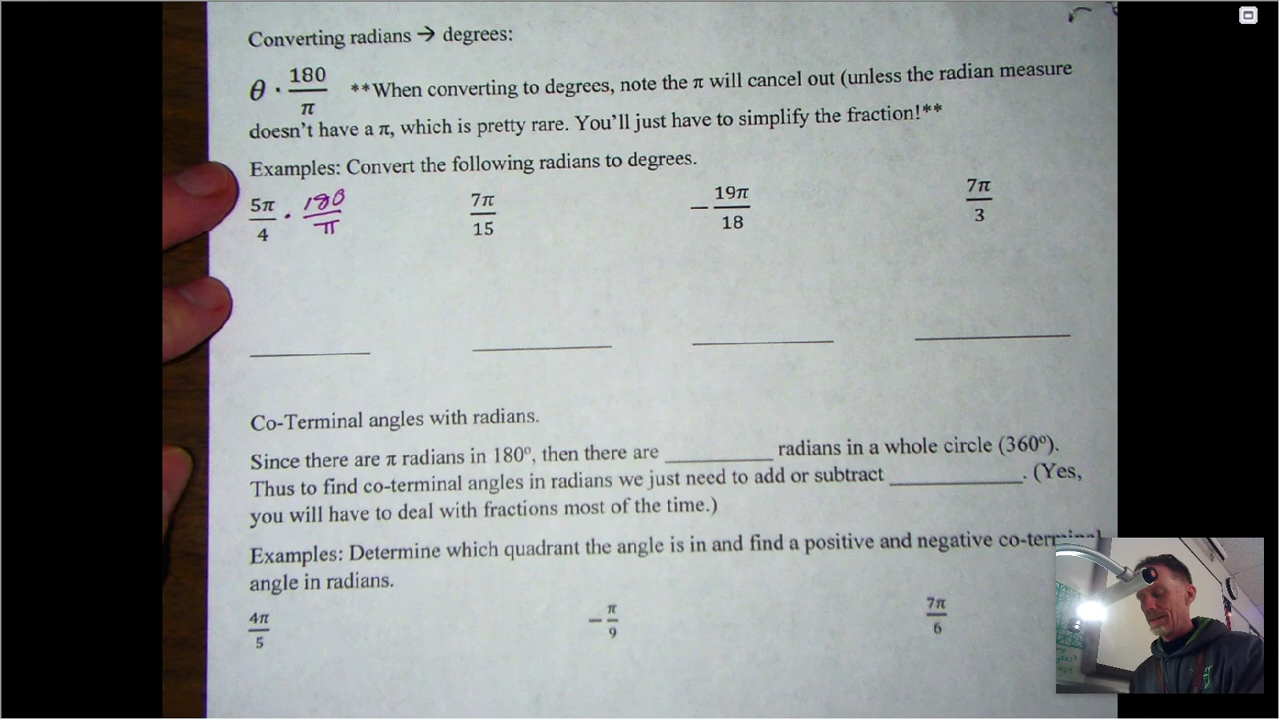 Converting radians → degrees:
θ · 180/π **When converting to degrees, note the π will cancel out (unless the radian measure
doesn't have a π, which is pretty rare. You'll just have to simplify the fraction!**
Examples: Convert the following radians to degrees.
5π/4 · 180/π 7π/15 −19π/18 7π/3
Co-Terminal angles with radians.
Since there are π radians in 180º, then there are __________ radians in a whole circle (360º).
Thus to find co-terminal angles in radians we just need to add or subtract ____________. (Yes,
you will have to deal with fractions most of the time.)
Examples: Determine which quadrant the angle is in and find a positive and negative co-terminal
angle in radians.
4π/5 −π/9 7π/6